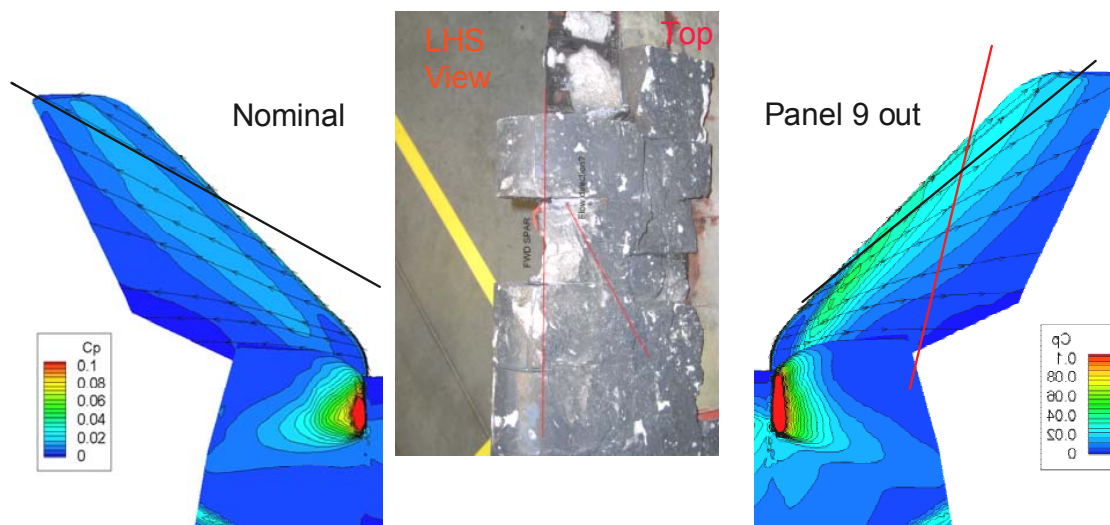 Nominal
Cp
0.1
0.08
0.06
0.04
0.02
0
LHS
View
Top
FWD SPAR
Flow direction?
Panel 9 out
Cp
0.1
0.08
0.06
0.04
0.02
0